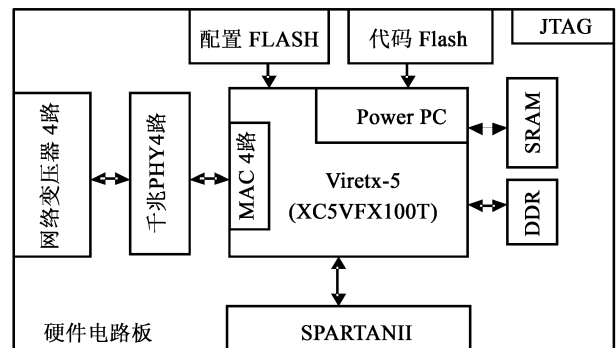 配置 FLASH
代码 Flash
JTAG
网络变压器 4路
千兆PHY4路
MAC 4路
Power PC
Viretx-5
(XC5VFX100T)
SRAM
DDR
硬件电路板
SPARTANII